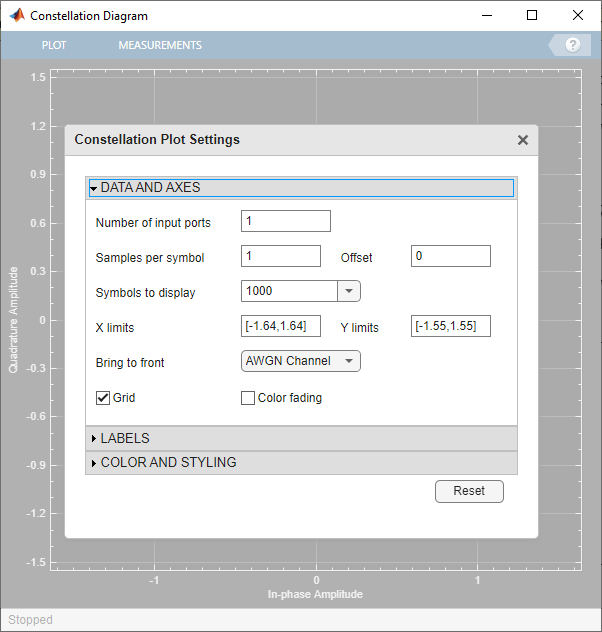 Constellation Diagram
PLOT MEASUREMENTS ?
1.5
1.2
Constellation Plot Settings
0.9
DATA AND AXES
Number of input ports 1
0.6
Samples per symbol 1 Offset 0
0.3
Symbols to display 1000
X limits [-1.64,1.64] Y limits [-1.55,1.55]
0
Quadrature Amplitude
Bring to front AWGN Channel
-0.3
Grid Color fading
-0.6
LABELS
COLOR AND STYLING
-0.9
Reset
-1.2
-1.5
-1 0 1
In-phase Amplitude
Stopped